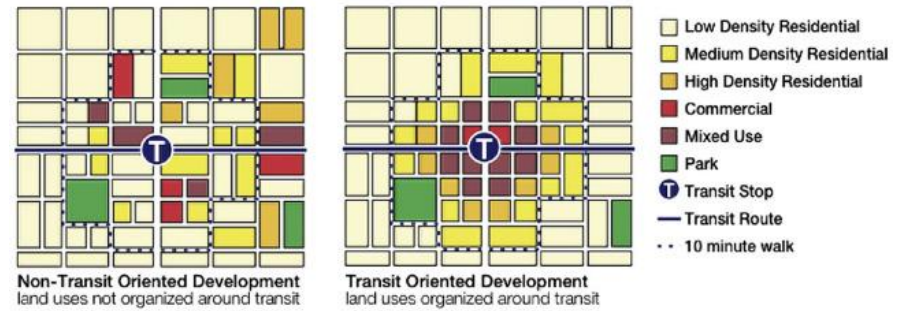 T
T
Low Density Residential
Medium Density Residential
High Density Residential
Commercial
Mixed Use
Park
T Transit Stop
Transit Route
10 minute walk
Non-Transit Oriented Development
land uses not organized around transit
Transit Oriented Development
land uses organized around transit